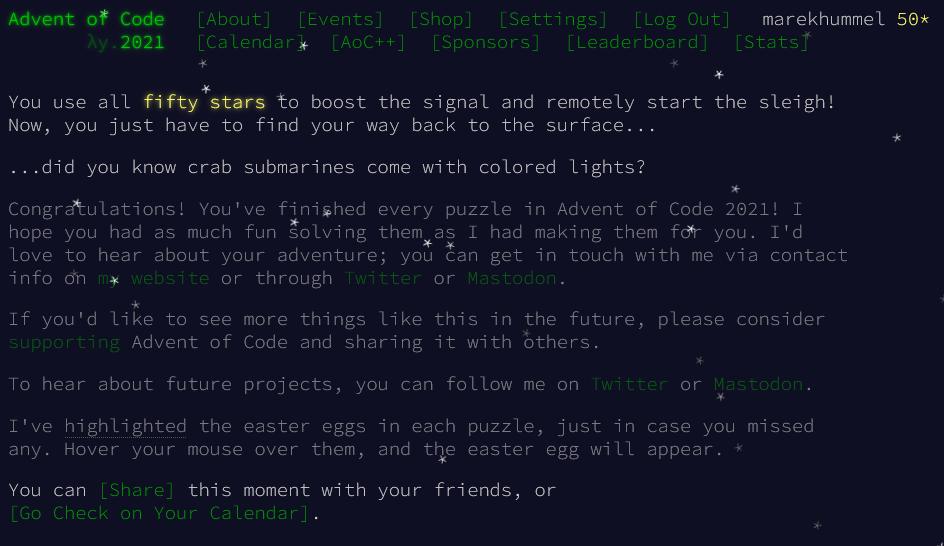 Advent of Code [About] [Events] [Shop] [Settings] [Log Out] marekhummel 50*
λy.2021 [Calendar] [AoC++] [Sponsors] [Leaderboard] [Stats]
You use all fifty stars to boost the signal and remotely start the sleigh!
Now, you just have to find your way back to the surface...
...did you know crab submarines come with colored lights?
Congratulations! You've finished every puzzle in Advent of Code 2021! I
hope you had as much fun solving them as I had making them for you. I'd
love to hear about your adventure; you can get in touch with me via contact
info on my website or through Twitter or Mastodon.
If you'd like to see more things like this in the future, please consider
supporting Advent of Code and sharing it with others.
To hear about future projects, you can follow me on Twitter or Mastodon.
I've highlighted the easter eggs in each puzzle, just in case you missed
any. Hover your mouse over them, and the easter egg will appear.
You can [Share] this moment with your friends, or
[Go Check on Your Calendar].